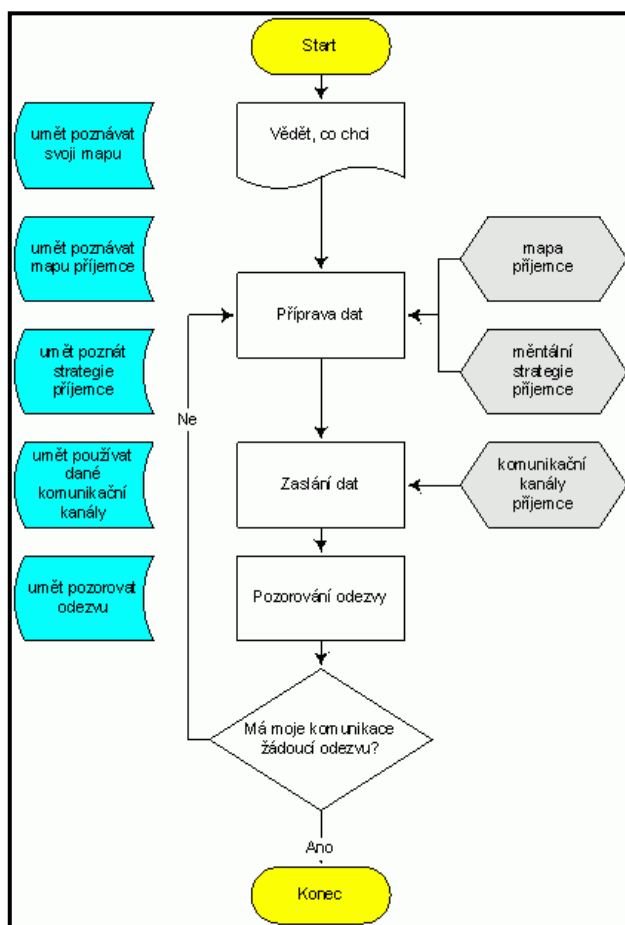 Start
umět poznávat
svoji mapu
Vědět, co chci
umět poznávat
mapu příjemce
mapa
příjemce
Příprava dat
umět poznát
strategie
příjemce
měntální
strategie
příjemce
Ne
umět používat
dané
komunikační
kanály
Zaslání dat
komunikační
kanály
příjemce
umět pozorovat
odezvu
Pozorování odezvy
Má moje komunikace
žádoucí odezvu?
Ano
Konec